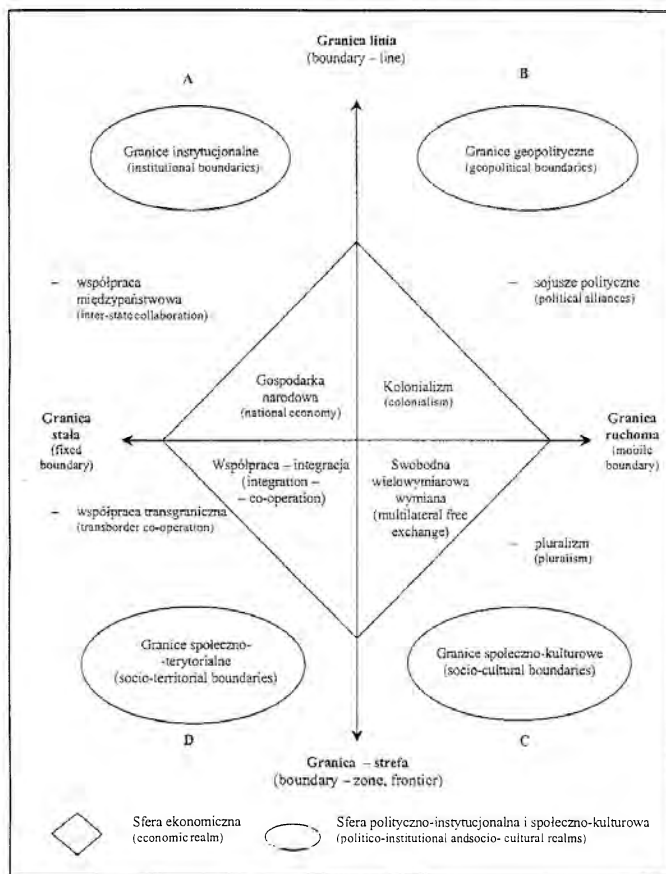 Granica linia
(boundary – line)
A
B
Granice instytucjonalne
(institutional boundaries)
Granice geopolityczne
(geopolitical boundaries)
– współpraca
międzypaństwowa
(inter-state collaboration)
– sojusze polityczne
(political alliances)
Gospodarka
narodowa
(national economy)
Kolonializm
(colonialism)
Granica
stała
(fixed
boundary)
Granica
ruchoma
(mobile
boundary)
Współpraca – integracja
(integration –
– co-operation)
Swobodna
wielowymiarowa
wymiana
(multilateral free
exchange)
– współpraca transgraniczna
(transborder co-operation)
– pluralizm
(pluralism)
Granice społeczno-
-terytorialne
(socio-territorial boundaries)
Granice społeczno-kulturowe
(socio-cultural boundaries)
D
C
Granica – strefa
(boundary – zone, frontier)
Sfera ekonomiczna
(economic realm)
Sfera polityczno-instytucjonalna i społeczno-kulturowa
(politico-institutional andsocio- cultural realms)